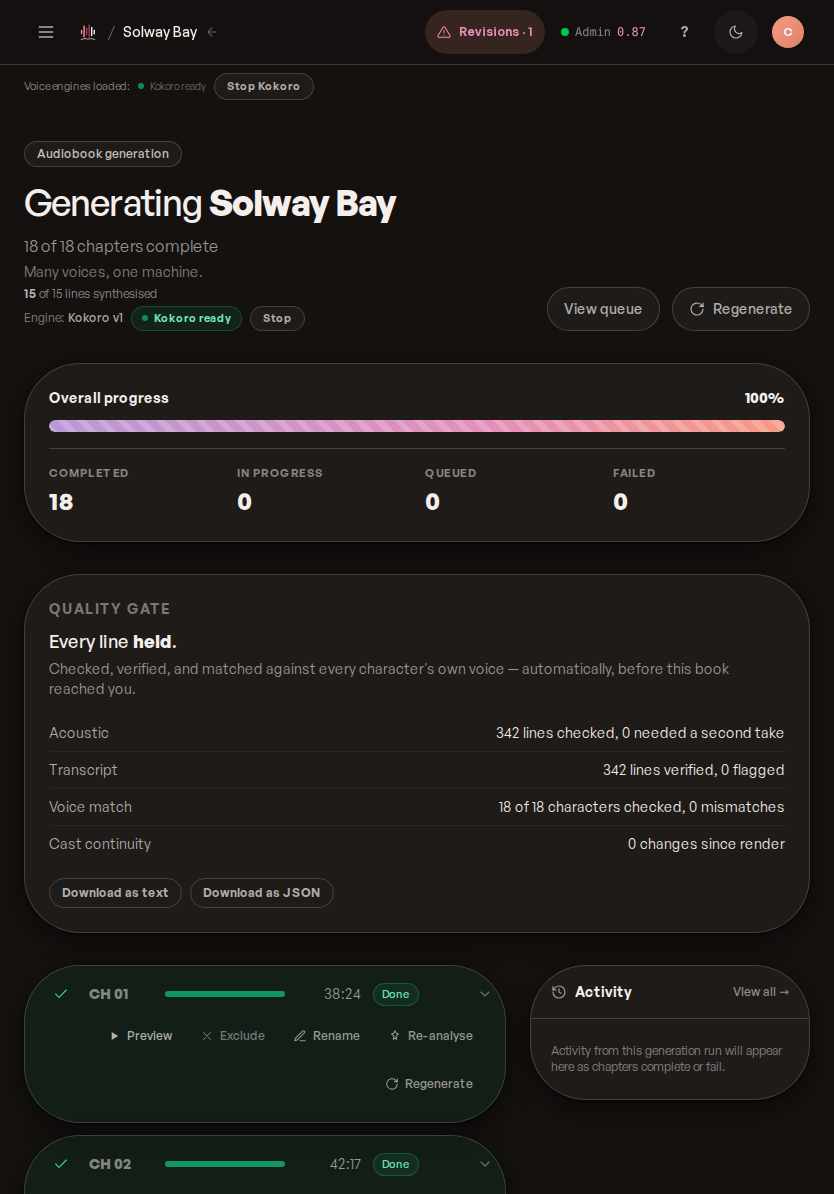 / Solway Bay ←
Revisions · 1
Admin 0.87
?
C
Voice engines loaded: Kokoro ready Stop Kokoro
Audiobook generation
Generating Solway Bay
18 of 18 chapters complete
Many voices, one machine.
15 of 15 lines synthesised
Engine: Kokoro v1 Kokoro ready Stop
View queue Regenerate
Overall progress 100%
COMPLETED IN PROGRESS QUEUED FAILED
18 0 0 0
QUALITY GATE
Every line held.
Checked, verified, and matched against every character's own voice — automatically, before this book
reached you.
Acoustic 342 lines checked, 0 needed a second take
Transcript 342 lines verified, 0 flagged
Voice match 18 of 18 characters checked, 0 mismatches
Cast continuity 0 changes since render
Download as text Download as JSON
CH 01 38:24 Done
Preview Exclude Rename Re-analyse
Regenerate
CH 02 42:17 Done
Activity View all →
Activity from this generation run will appear
here as chapters complete or fail.